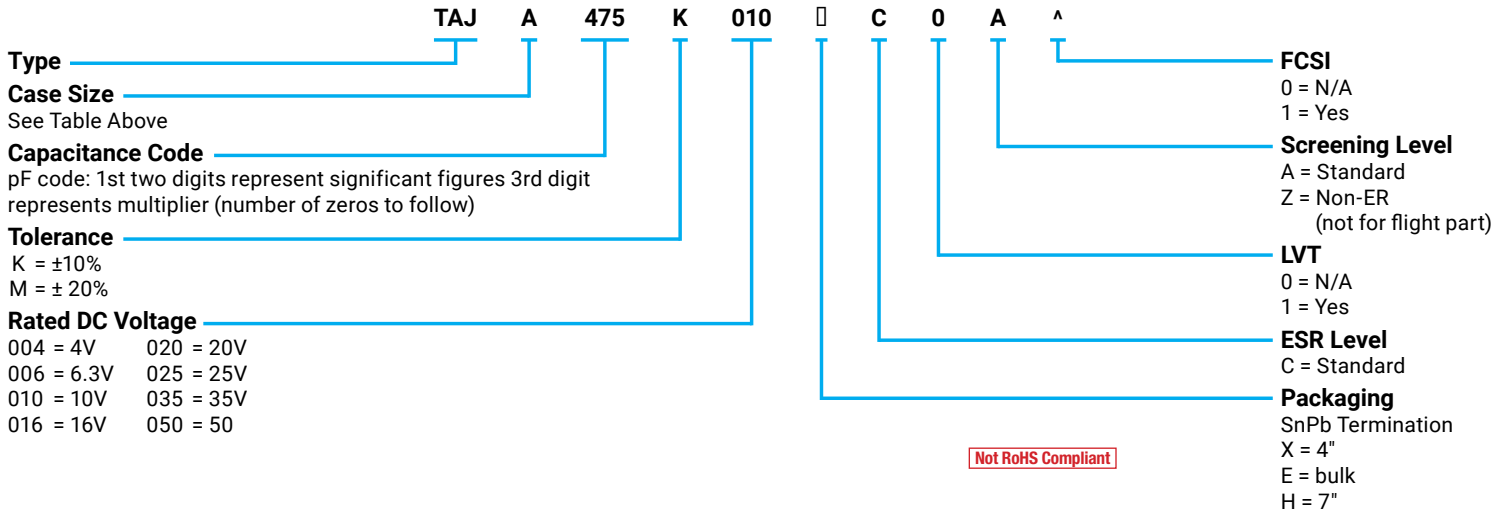 TAJ A 475 K 010 ▯ C 0 A ^
Type
Case Size
See Table Above
Capacitance Code
pF code: 1st two digits represent significant figures 3rd digit
represents multiplier (number of zeros to follow)
Tolerance
K = ±10%
M = ± 20%
Rated DC Voltage
004 = 4V 020 = 20V
006 = 6.3V 025 = 25V
010 = 10V 035 = 35V
016 = 16V 050 = 50
FCSI
0 = N/A
1 = Yes
Screening Level
A = Standard
Z = Non-ER
(not for flight part)
LVT
0 = N/A
1 = Yes
ESR Level
C = Standard
Packaging
SnPb Termination
X = 4"
E = bulk
H = 7"
Not RoHS Compliant